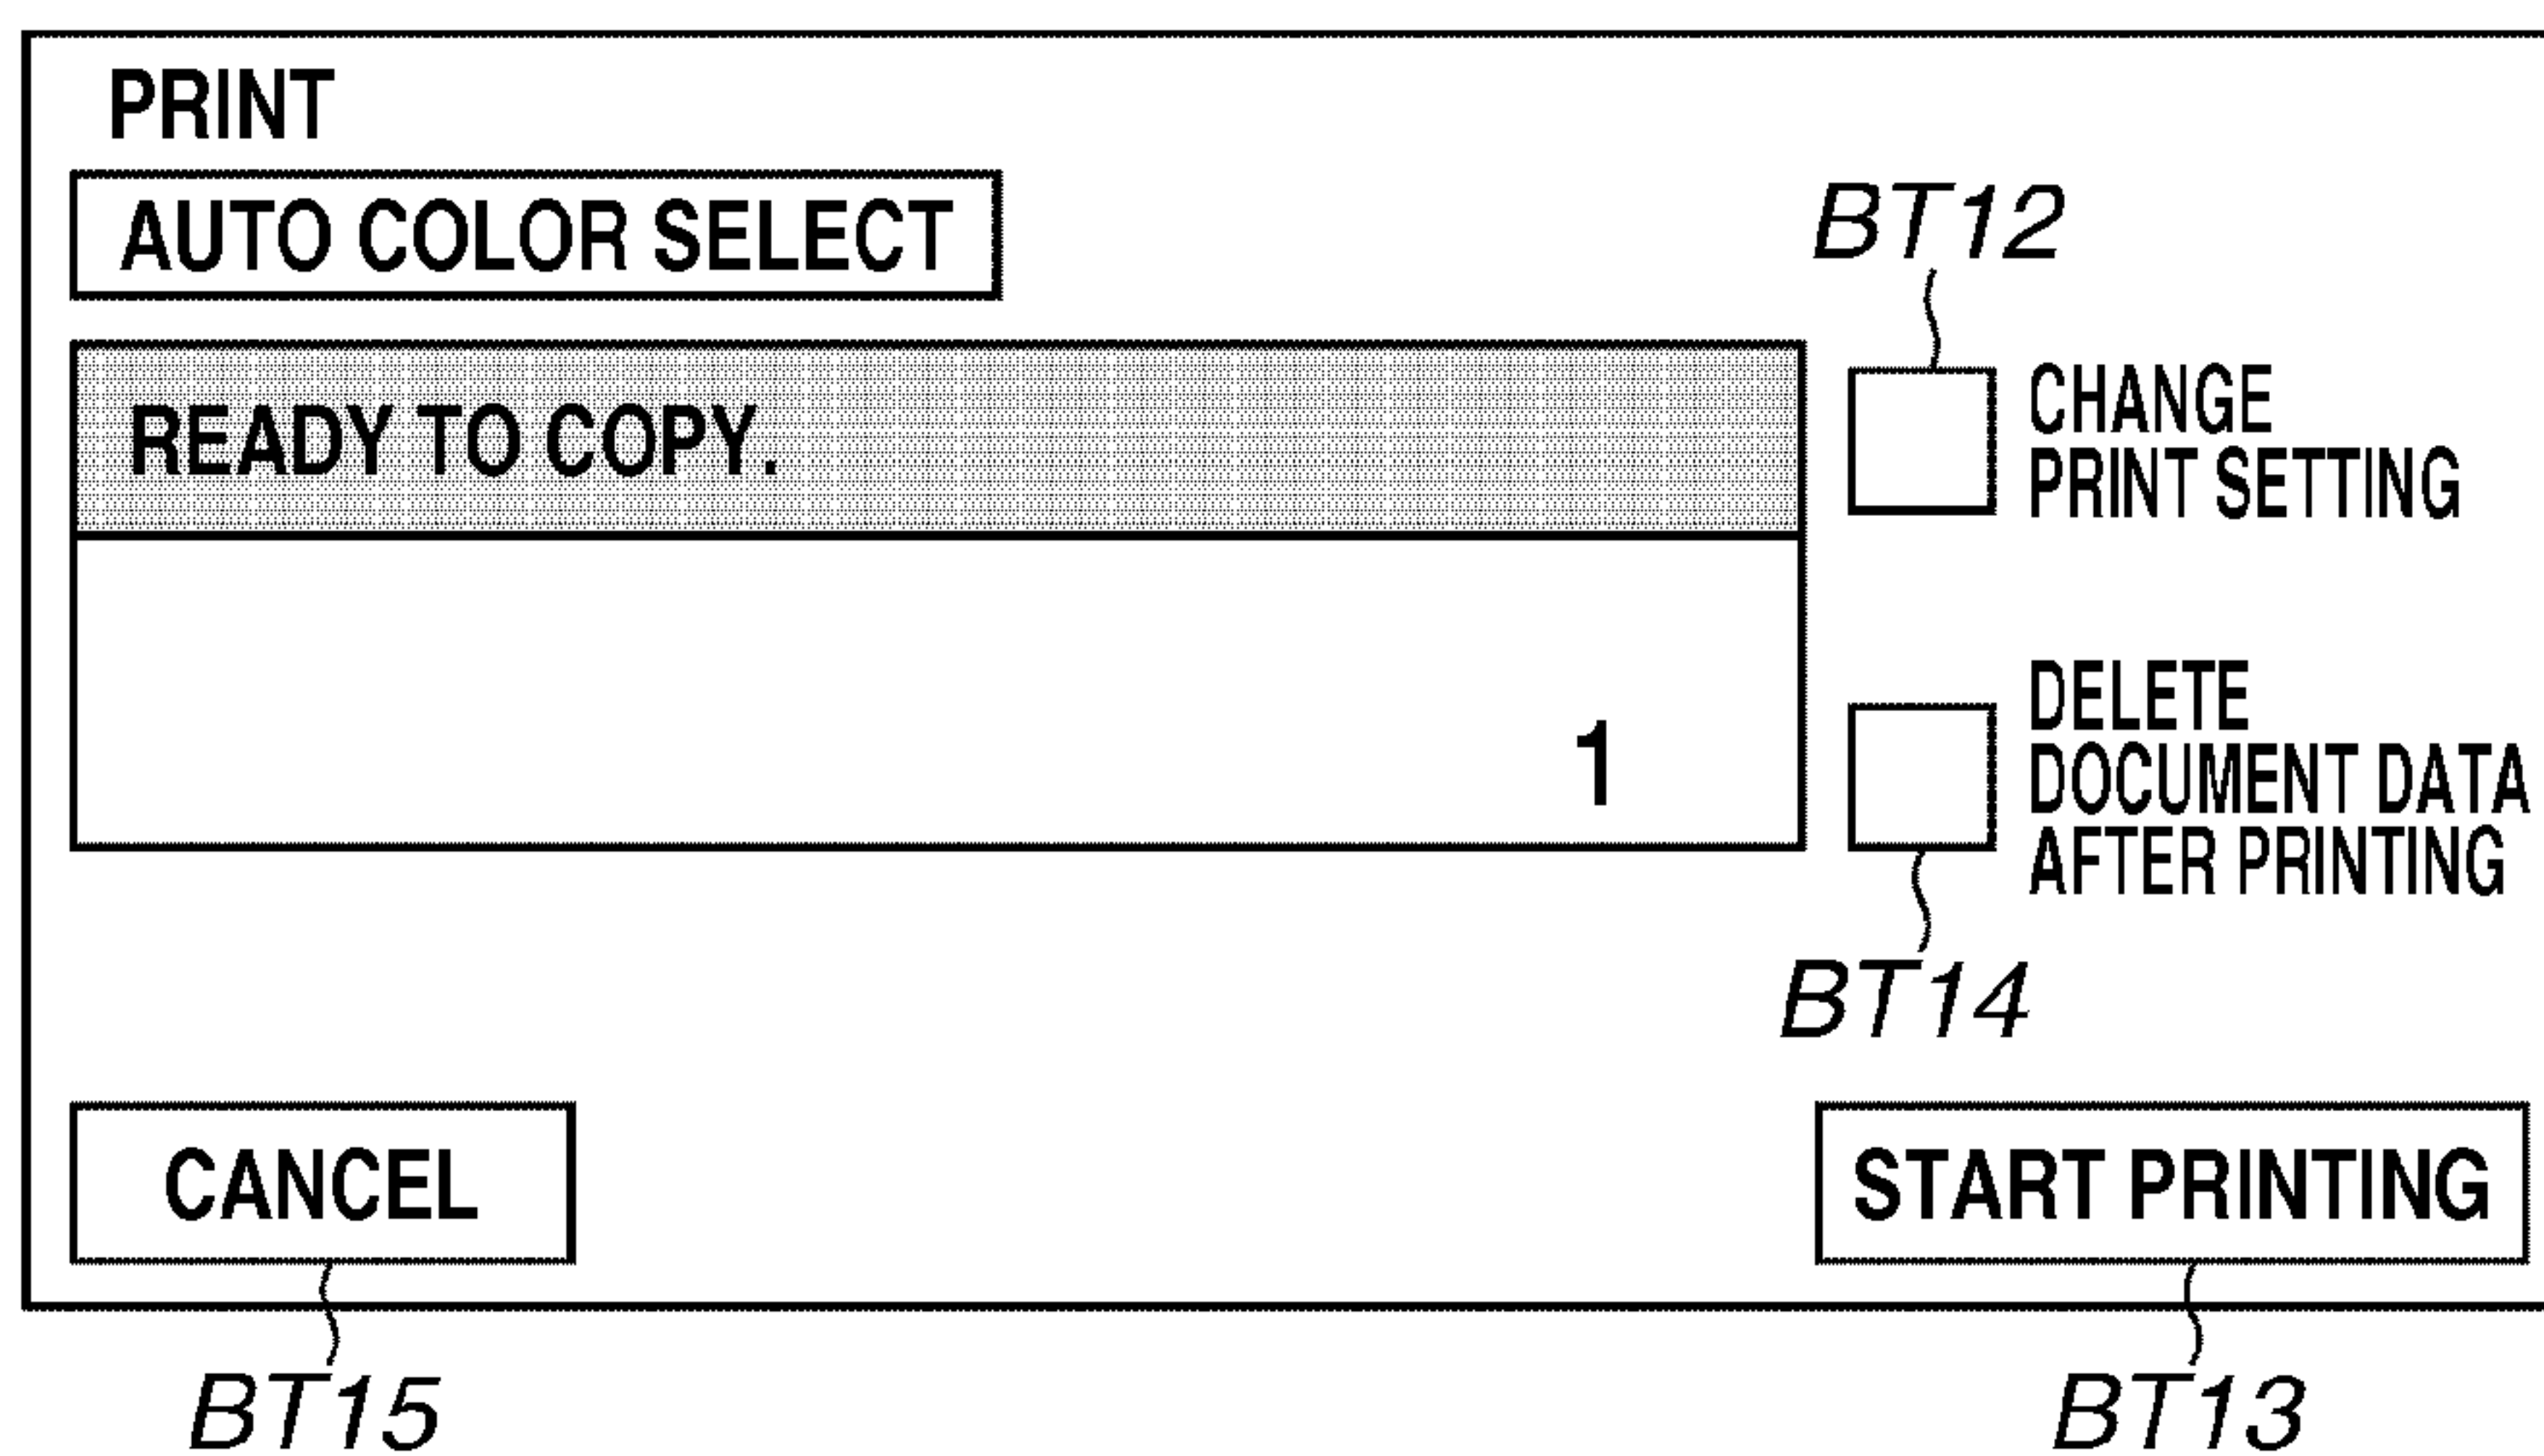 PRINT
AUTO COLOR SELECT
BT12
READY TO COPY.
CHANGE
PRINT SETTING
1
DELETE
DOCUMENT DATA
AFTER PRINTING
BT14
CANCEL
START PRINTING
BT15
BT13